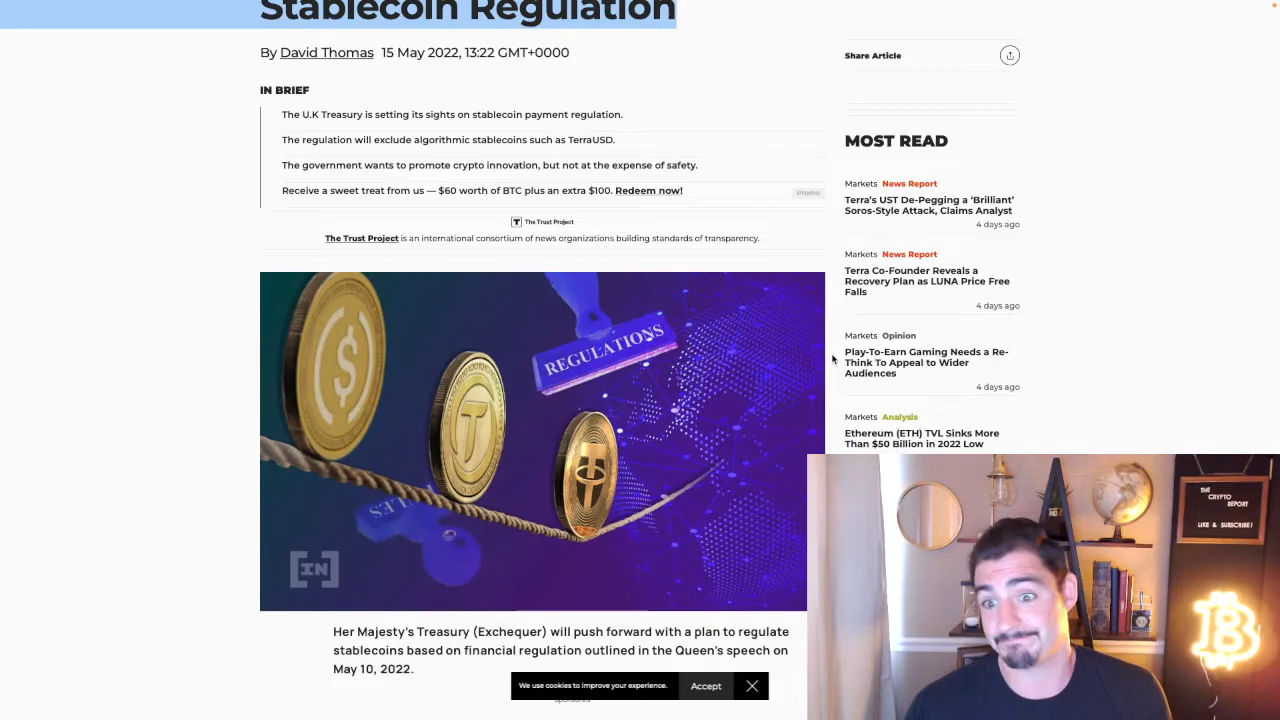 Stablecoin Regulation
By David Thomas 15 May 2022, 13:22 GMT+0000
IN BRIEF
The U.K Treasury is setting its sights on stablecoin payment regulation.
The regulation will exclude algorithmic stablecoins such as TerraUSD.
The government wants to promote crypto innovation, but not at the expense of safety.
Receive a sweet treat from us — $60 worth of BTC plus an extra $100. Redeem now!
Promo
The Trust Project
The Trust Project is an international consortium of news organizations building standards of transparency.
REGULATIONS
[IN]
Her Majesty's Treasury (Exchequer) will push forward with a plan to regulate
stablecoins based on financial regulation outlined in the Queen's speech on
May 10, 2022.
We use cookies to improve your experience.
Accept
Sponsored
Share Article
MOST READ
Markets News Report
Terra's UST De-Pegging a 'Brilliant'
Soros-Style Attack, Claims Analyst
4 days ago
Markets News Report
Terra Co-Founder Reveals a
Recovery Plan as LUNA Price Free
Falls
4 days ago
Markets Opinion
Play-To-Earn Gaming Needs a Re-
Think To Appeal to Wider
Audiences
4 days ago
Markets Analysis
Ethereum (ETH) TVL Sinks More
Than $50 Billion in 2022 Low
THE
CRYPTO
REPORT
LIKE & SUBSCRIBE!